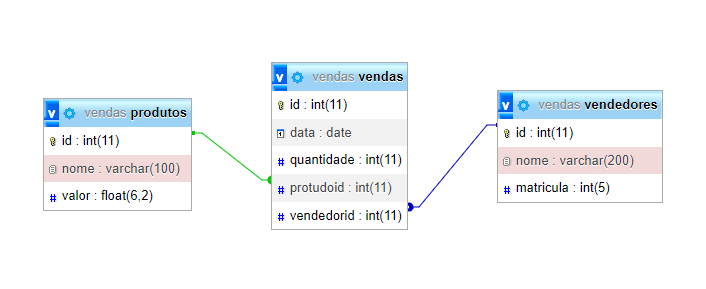 v vendas produtos
id : int(11)
nome : varchar(100)
valor : float(6,2)
v vendas vendas
id : int(11)
data : date
quantidade : int(11)
protudoid : int(11)
vendedorid : int(11)
v vendas vendedores
id : int(11)
nome : varchar(200)
matricula : int(5)